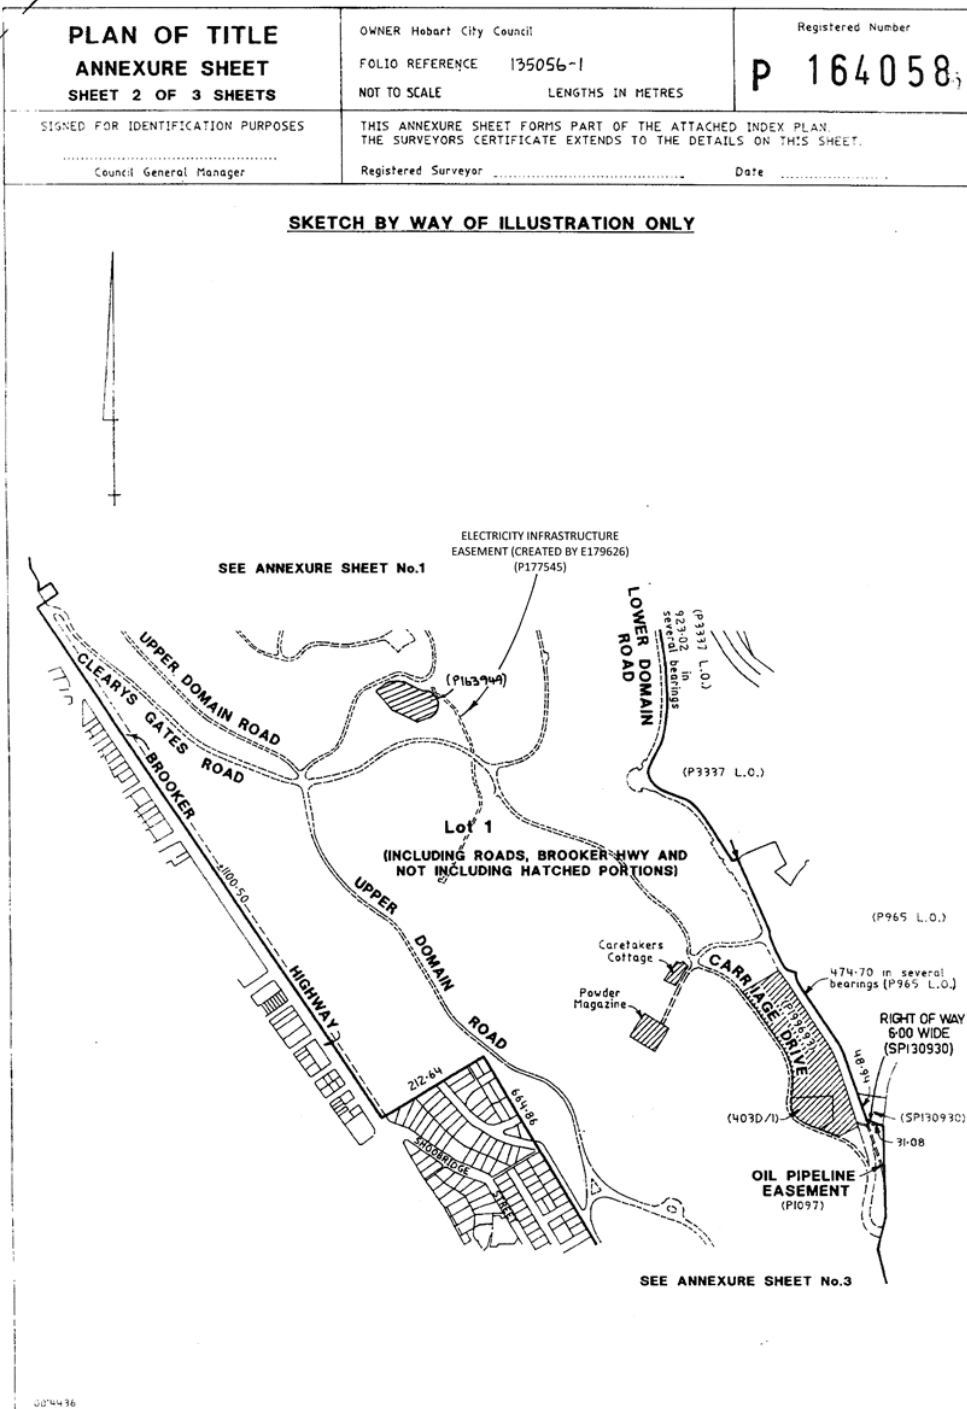 PLAN OF TITLE
ANNEXURE SHEET
SHEET 2 OF 3 SHEETS
OWNER Hobart City Council
FOLIO REFERENCE 135056-1
NOT TO SCALE LENGTHS IN METRES
Registered Number
P 164058
SIGNED FOR IDENTIFICATION PURPOSES
Council General Manager
THIS ANNEXURE SHEET FORMS PART OF THE ATTACHED INDEX PLAN.
THE SURVEYORS CERTIFICATE EXTENDS TO THE DETAILS ON THIS SHEET.
Registered Surveyor
Date
SKETCH BY WAY OF ILLUSTRATION ONLY
ELECTRICITY INFRASTRUCTURE
EASEMENT (CREATED BY E179626)
(P177545)
SEE ANNEXURE SHEET No.1
LOWER DOMAIN
ROAD
(P3337 L.O.)
923·02 in
several bearings
UPPER DOMAIN ROAD
CLEARYS GATES ROAD
(P163949)
BROOKER
HIGHWAY
1100·50
(P3337 L.O.)
Lot 1
(INCLUDING ROADS, BROOKER HWY AND
NOT INCLUDING HATCHED PORTIONS)
UPPER
DOMAIN
ROAD
(P965 L.O.)
Caretakers
Cottage
CARRIAGE DRIVE
474·70 in several
bearings (P965 L.O.)
Powder
Magazine
RIGHT OF WAY
6·00 WIDE
(SP130930)
48·94
212·64
664·86
(403D/1)
(SP130930)
31·08
SHOOBRIDGE
STREET
OIL PIPELINE
EASEMENT
(P1097)
SEE ANNEXURE SHEET No.3